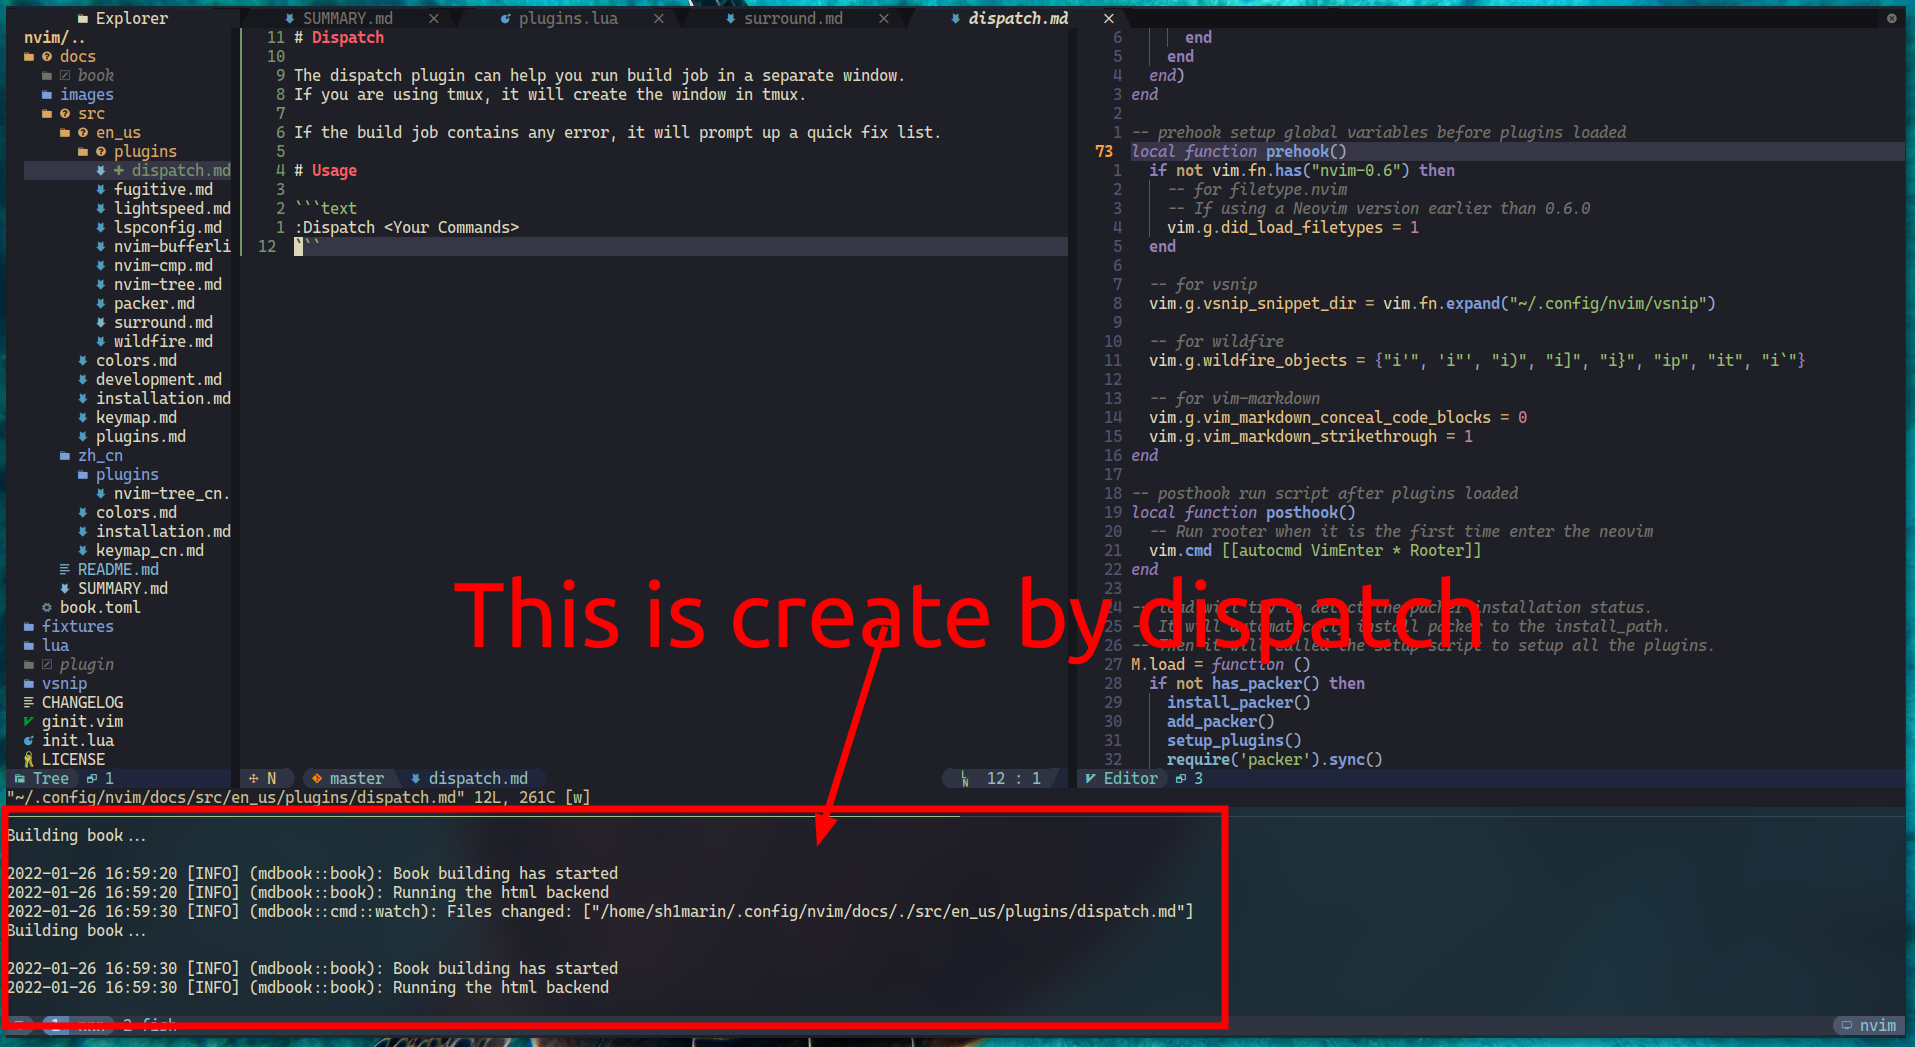 Explorer
SUMMARY.md ×
plugins.lua ×
surround.md ×
dispatch.md ×
nvim/..
docs
book
images
src
en_us
plugins
dispatch.md
fugitive.md
lightspeed.md
lspconfig.md
nvim-bufferli
nvim-cmp.md
nvim-tree.md
packer.md
surround.md
wildfire.md
colors.md
development.md
installation.md
keymap.md
plugins.md
zh_cn
plugins
nvim-tree_cn.
colors.md
installation.md
keymap_cn.md
README.md
SUMMARY.md
book.toml
fixtures
lua
plugin
vsnip
CHANGELOG
ginit.vim
init.lua
LICENSE
Tree 1
11 # Dispatch
10
9 The dispatch plugin can help you run build job in a separate window.
8 If you are using tmux, it will create the window in tmux.
7
6 If the build job contains any error, it will prompt up a quick fix list.
5
4 # Usage
3
2 ```text
1 :Dispatch <Your Commands>
12 ```
N master dispatch.md 12 : 1
6 end
5 end
4 end)
3 end
2
1 -- prehook setup global variables before plugins loaded
73 local function prehook()
1 if not vim.fn.has("nvim-0.6") then
2 -- for filetype.nvim
3 -- If using a Neovim version earlier than 0.6.0
4 vim.g.did_load_filetypes = 1
5 end
6
7 -- for vsnip
8 vim.g.vsnip_snippet_dir = vim.fn.expand("~/.config/nvim/vsnip")
9
10 -- for wildfire
11 vim.g.wildfire_objects = {"i'", 'i"', "i)", "i]", "i}", "ip", "it", "i`"}
12
13 -- for vim-markdown
14 vim.g.vim_markdown_conceal_code_blocks = 0
15 vim.g.vim_markdown_strikethrough = 1
16 end
17
18 -- posthook run script after plugins loaded
19 local function posthook()
20 -- Run rooter when it is the first time enter the neovim
21 vim.cmd [[autocmd VimEnter * Rooter]]
22 end
23
24 -- load will try to detect the packer installation status.
25 -- It will automatically install packer to the install_path.
26 -- Then it will called the setup script to setup all the plugins.
27 M.load = function ()
28 if not has_packer() then
29 install_packer()
30 add_packer()
31 setup_plugins()
32 require('packer').sync()
Editor 3
This is create by dispatch
"~/.config/nvim/docs/src/en_us/plugins/dispatch.md" 12L, 261C [w]
Building book...
2022-01-26 16:59:20 [INFO] (mdbook::book): Book building has started
2022-01-26 16:59:20 [INFO] (mdbook::book): Running the html backend
2022-01-26 16:59:30 [INFO] (mdbook::cmd::watch): Files changed: ["/home/sh1marin/.config/nvim/docs/./src/en_us/plugins/dispatch.md"]
Building book...
2022-01-26 16:59:30 [INFO] (mdbook::book): Book building has started
2022-01-26 16:59:30 [INFO] (mdbook::book): Running the html backend
2 fish
nvim